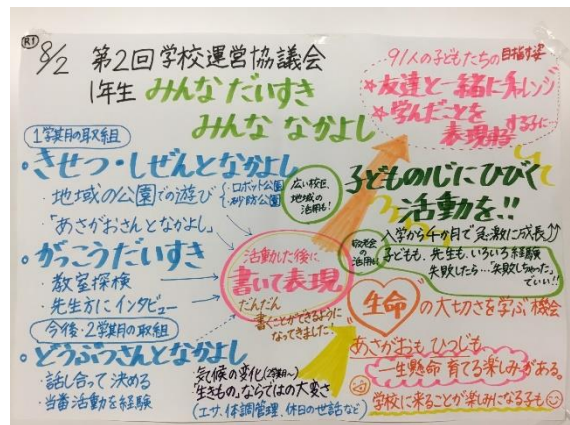 R1
8/2 第2回学校運営協議会
1年生 みんなだいすき
みんな なかよし
91人の子どもたちの目指す姿
★友達と一緒にチャレンジ
★学んだことを
表現する子に
1学期の取組
・きせつ・しぜんとなかよし
・地域の公園での遊び
・ロボット公園
・砂防公園
・「あさがおさんとなかよし」
広い校区、
地域の
活用も!
・がっこうだいすき
・教室探検
・先生方にインタビュー
今後・2学期の取組
・どうぶつさんとなかよし
・話し合って決める
・当番活動を経験
活動した後に
書いて表現
だんだん
書くことができるように
なってきました!
気候の変化(2学期〜)
「生きもの」ならではの大変さ
(エサ、体調管理、休日の世話など)
子どもの心にひびく
活動を!!
入学から4か月で急激に成長
の活用も
子どもも、先生も、いろいろ経験
失敗したら…「失敗しちゃった」
でいい!!
生命の大切さを学ぶ機会
あさがおも ひつじも
一生懸命 育てる楽しみがある。
学校に来ることが楽しみになる子も